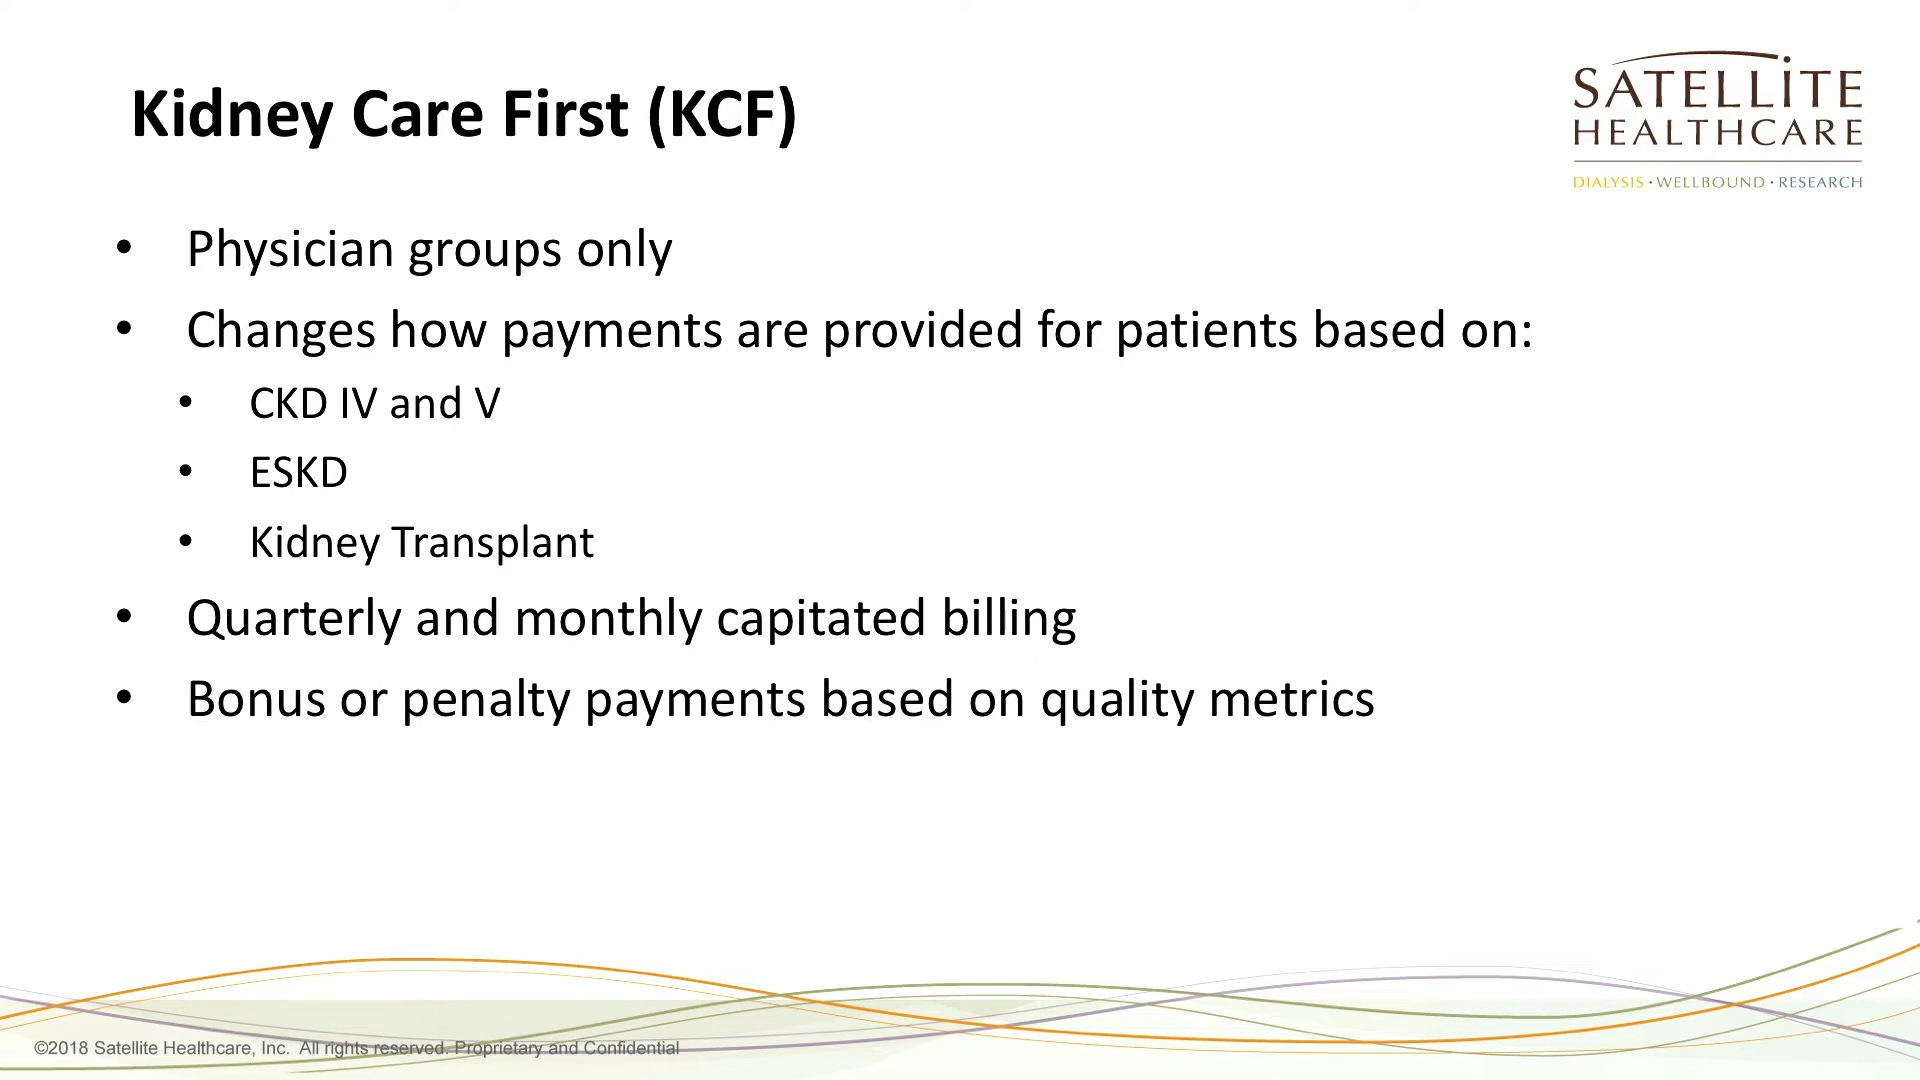 Kidney Care First (KCF)
SATELLiTE
HEALTHCARE
DIALYSIS · WELLBOUND · RESEARCH
• Physician groups only
• Changes how payments are provided for patients based on:
• CKD IV and V
• ESKD
• Kidney Transplant
• Quarterly and monthly capitated billing
• Bonus or penalty payments based on quality metrics
©2018 Satellite Healthcare, Inc. All rights reserved. Proprietary and Confidential